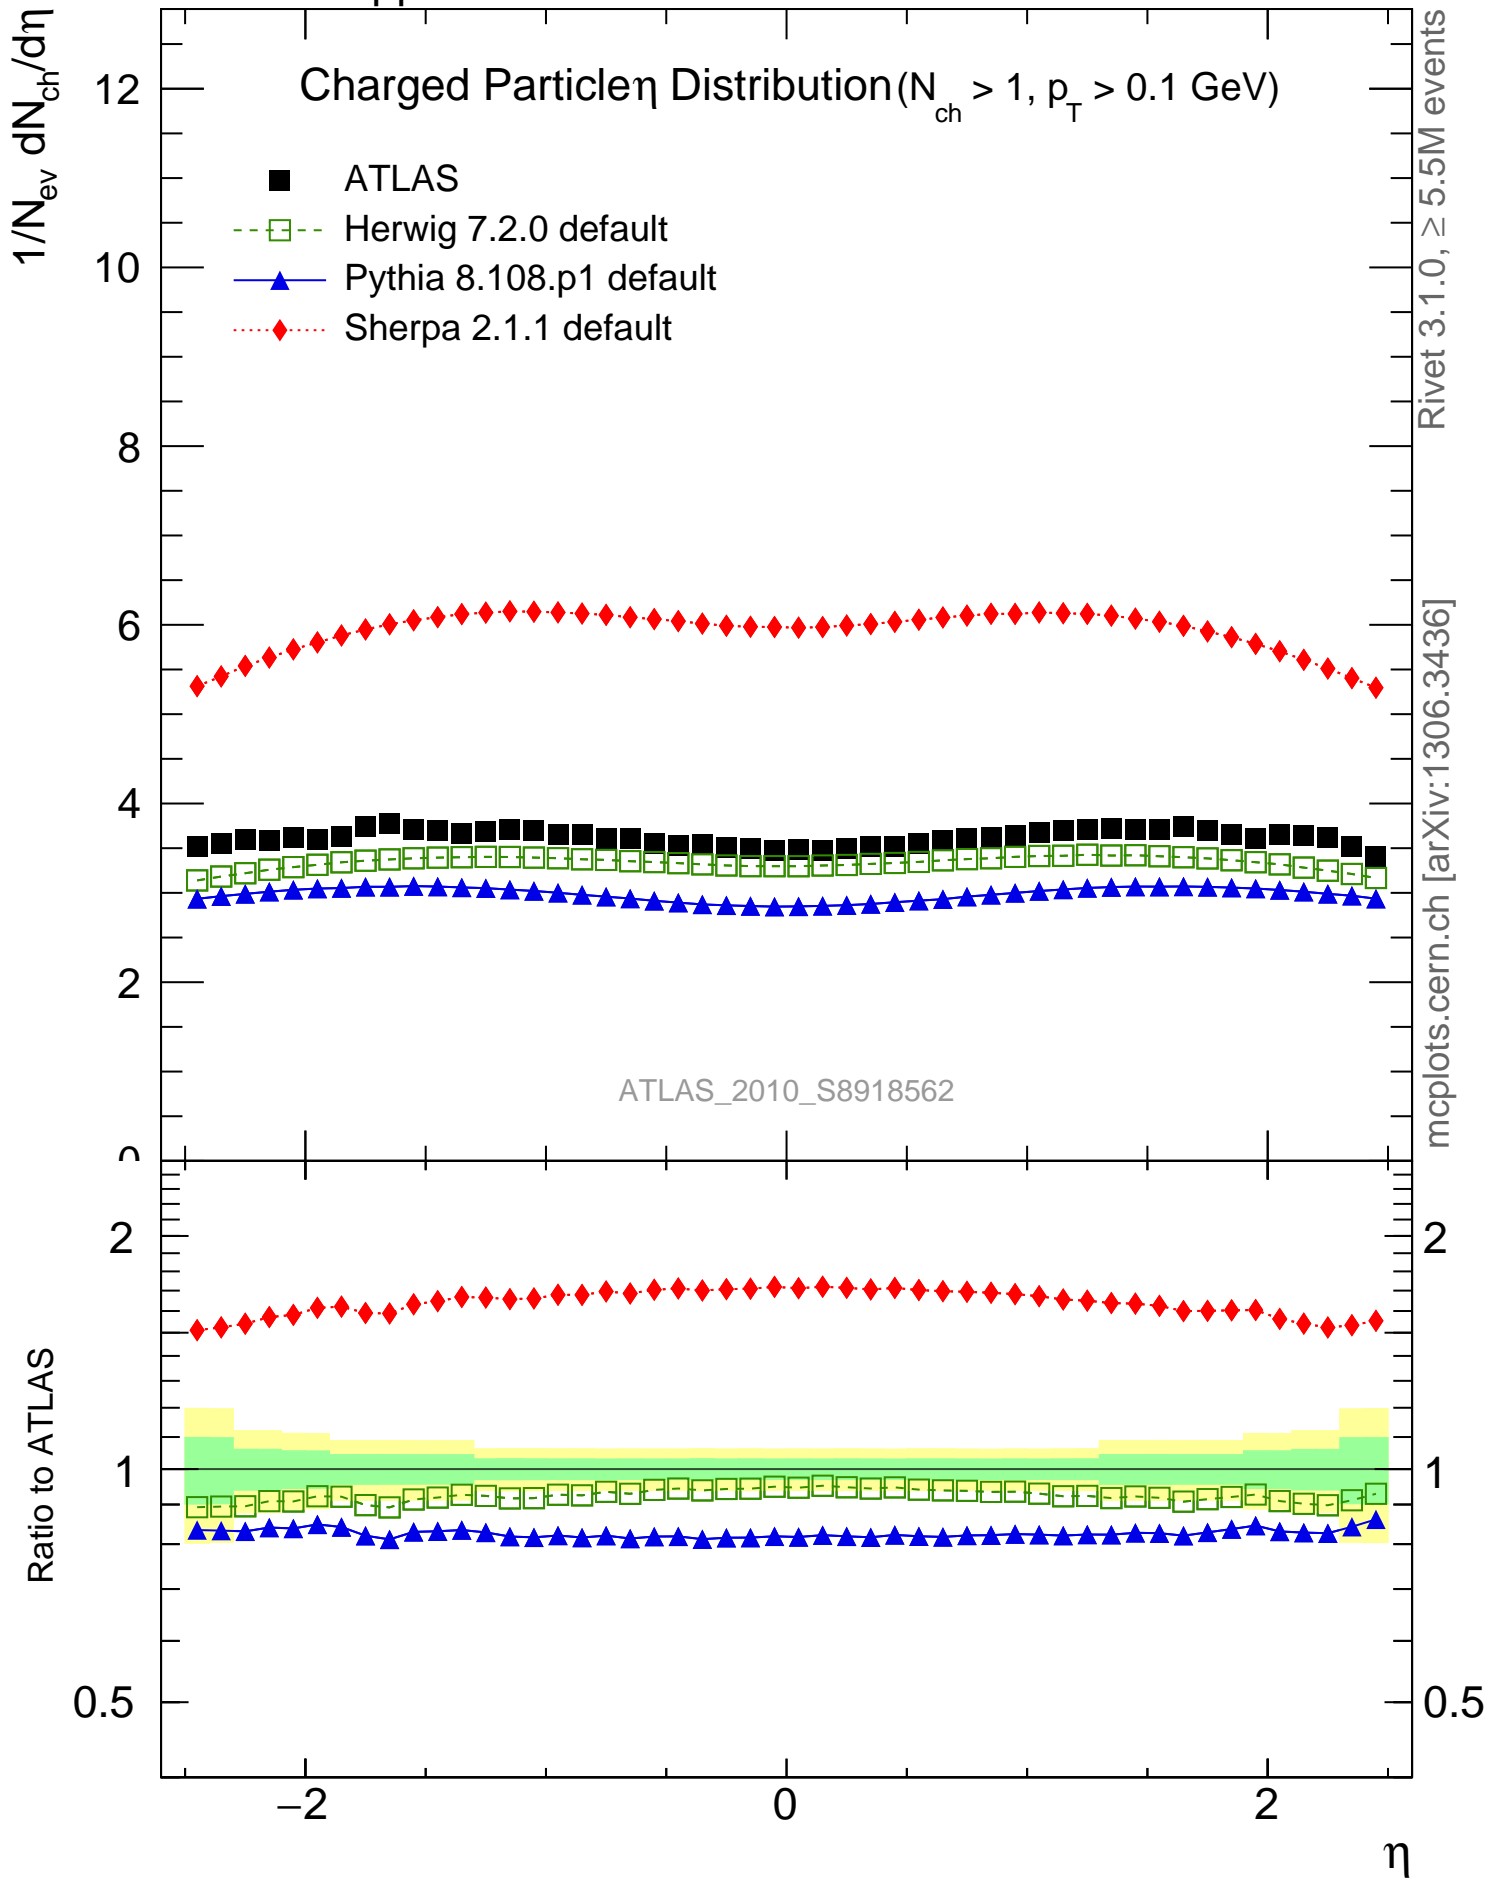 pp
1/N_ev dN_ch/dη
Charged Particleη Distribution(N_ch > 1, p_T > 0.1 GeV)
ATLAS
Herwig 7.2.0 default
Pythia 8.108.p1 default
Sherpa 2.1.1 default
12
10
8
6
4
2
0
ATLAS_2010_S8918562
Rivet 3.1.0, ≥ 5.5M events
mcplots.cern.ch [arXiv:1306.3436]
Ratio to ATLAS
2
1
0.5
2
1
0.5
−2
0
2
η